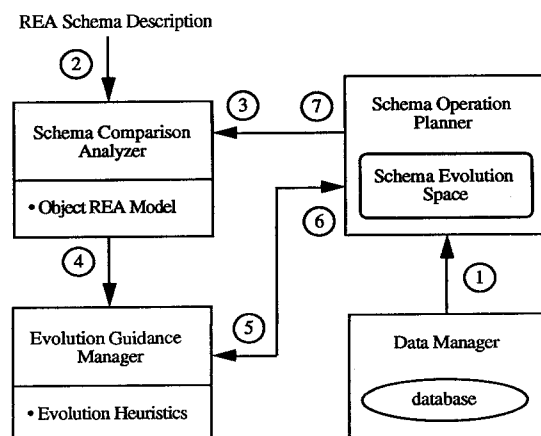 REA Schema Description
2
Schema Comparison
Analyzer
• Object REA Model
3
7
Schema Operation
Planner
Schema Evolution
Space
4
6
1
5
Evolution Guidance
Manager
• Evolution Heuristics
Data Manager
database